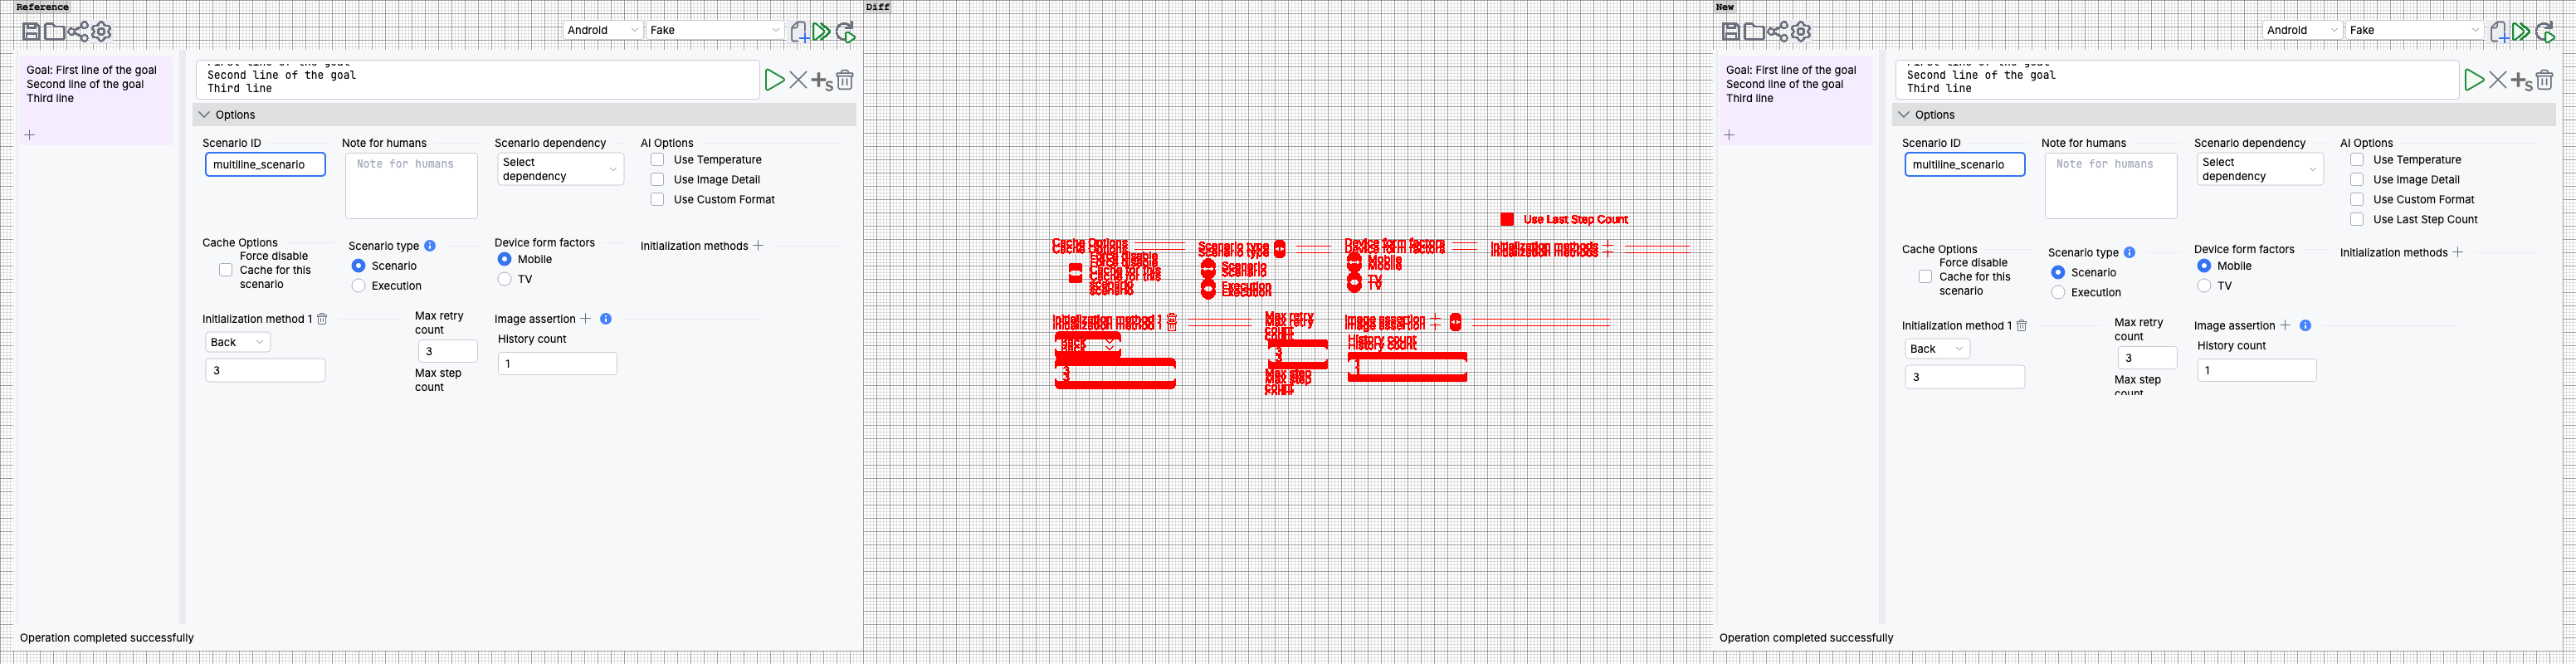 Reference
Android
Fake
Goal: First line of the goal
Second line of the goal
Third line
First line of the goal
Second line of the goal
Third line
S
Options
Scenario ID
Note for humans
Scenario dependency
AI Options
multiline_scenario
Note for humans
Select
dependency
Use Temperature
Use Image Detail
Use Custom Format
Cache Options
Scenario type
Device form factors
Initialization methods
Force disable
Cache for this
scenario
Scenario
Execution
Mobile
TV
Initialization method 1
Max retry
count
Image assertion
Back
3
3
Max step
count
History count
1
Operation completed successfully
Diff
Use Last Step Count
Cache Options
Scenario type
Device form factors
Initialization methods
Force disable
Cache for this
scenario
Scenario
Execution
Mobile
TV
Initialization method 1
Max retry
count
Image assertion
History count
Back
3
3
1
Max step
count
New
Android
Fake
Goal: First line of the goal
Second line of the goal
Third line
First line of the goal
Second line of the goal
Third line
S
Options
Scenario ID
Note for humans
Scenario dependency
AI Options
multiline_scenario
Note for humans
Select
dependency
Use Temperature
Use Image Detail
Use Custom Format
Use Last Step Count
Cache Options
Scenario type
Device form factors
Initialization methods
Force disable
Cache for this
scenario
Scenario
Execution
Mobile
TV
Initialization method 1
Max retry
count
Image assertion
Back
3
3
Max step
count
History count
1
Operation completed successfully